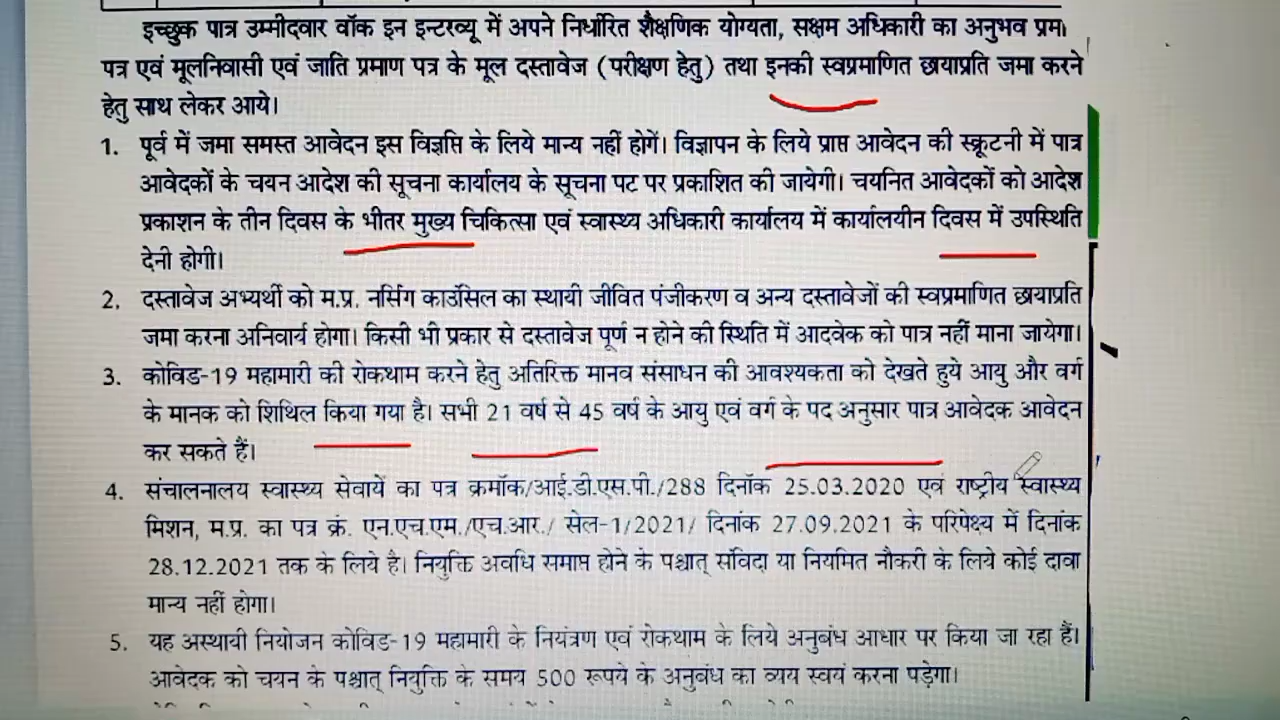 इच्छुक पात्र उम्मीदवार वॉक इन इन्टरव्यू में अपने निर्धारित शैक्षणिक योग्यता, सक्षम अधिकारी का अनुभव प्रमा
पत्र एवं मूलनिवासी एवं जाति प्रमाण पत्र के मूल दस्तावेज (परीक्षण हेतु) तथा इनकी स्वप्रमाणित छायाप्रति जमा करने
हेतु साथ लेकर आये।
1. पूर्व में जमा समस्त आवेदन इस विज्ञप्ति के लिये मान्य नहीं होगें। विज्ञापन के लिये प्राप्त आवेदन की स्क्रूटनी में पात्र
आवेदकों के चयन आदेश की सूचना कार्यालय के सूचना पट पर प्रकाशित की जायेगी। चयनित आवेदकों को आदेश
प्रकाशन के तीन दिवस के भीतर मुख्य चिकित्सा एवं स्वास्थ्य अधिकारी कार्यालय में कार्यालयीन दिवस में उपस्थिति
देनी होगी।
2. दस्तावेज अभ्यर्थी को म.प्र. नर्सिग काउंसिल का स्थायी जीवित पंजीकरण व अन्य दस्तावेजों की स्वप्रमाणित छायाप्रति
जमा करना अनिवार्य होगा। किसी भी प्रकार से दस्तावेज पूर्ण न होने की स्थिति में आदवेक को पात्र नहीं माना जायेगा।
3. कोविड-19 महामारी की रोकथाम करने हेतु अतिरिक्त मानव संसाधन की आवश्यकता को देखते हुये आयु और वर्ग
के मानक को शिथिल किया गया है। सभी 21 वर्ष से 45 वर्ष के आयु एवं वर्ग के पद अनुसार पात्र आवेदक आवेदन
कर सकते हैं।
4. संचालनालय स्वास्थ्य सेवायें का पत्र क्रमॉक/आई.डी.एस.पी./288 दिनॉक 25.03.2020 एवं राष्ट्रीय स्वास्थ्य
मिशन, म.प्र. का पत्र क्रं. एन.एच.एम./एच.आर./ सेल-1/2021/ दिनांक 27.09.2021 के परिपेक्ष्य में दिनांक
28.12.2021 तक के लिये है। नियुक्ति अवधि समाप्त होने के पश्चात् संविदा या नियमित नौकरी के लिये कोई दावा
मान्य नहीं होगा।
5. यह अस्थायी नियोजन कोविड-19 महामारी के नियंत्रण एवं रोकथाम के लिये अनुबंध आधार पर किया जा रहा हैं।
आवेदक को चयन के पश्चात् नियुक्ति के समय 500 रूपये के अनुबंध का व्यय स्वयं करना पड़ेगा।